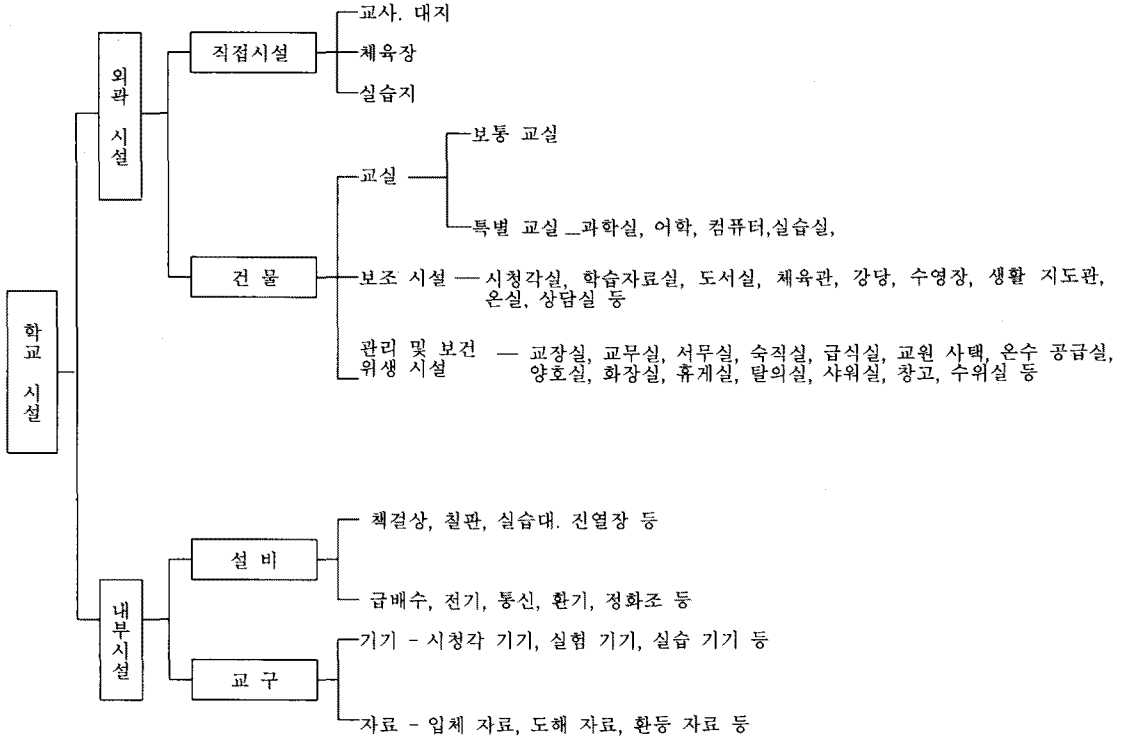 학교 시설
외곽 시설
직접시설
교사. 대지
체육장
실습지
건 물
교실
보통 교실
특별 교실 — 과학실, 어학, 컴퓨터,실습실,
보조 시설 — 시청각실, 학습자료실, 도서실, 체육관, 강당, 수영장, 생활 지도관,
온실, 상담실 등
관리 및 보건
위생 시설
— 교장실, 교무실, 서무실, 숙직실, 급식실, 교원 사택, 온수 공급실,
양호실, 화장실, 휴게실, 탈의실, 샤워실, 창고, 수위실 등
내부시설
설 비
책걸상, 칠판, 실습대. 진열장 등
급배수, 전기, 통신, 환기, 정화조 등
교 구
기기 - 시청각 기기, 실험 기기, 실습 기기 등
자료 - 입체 자료, 도해 자료, 환등 자료 등